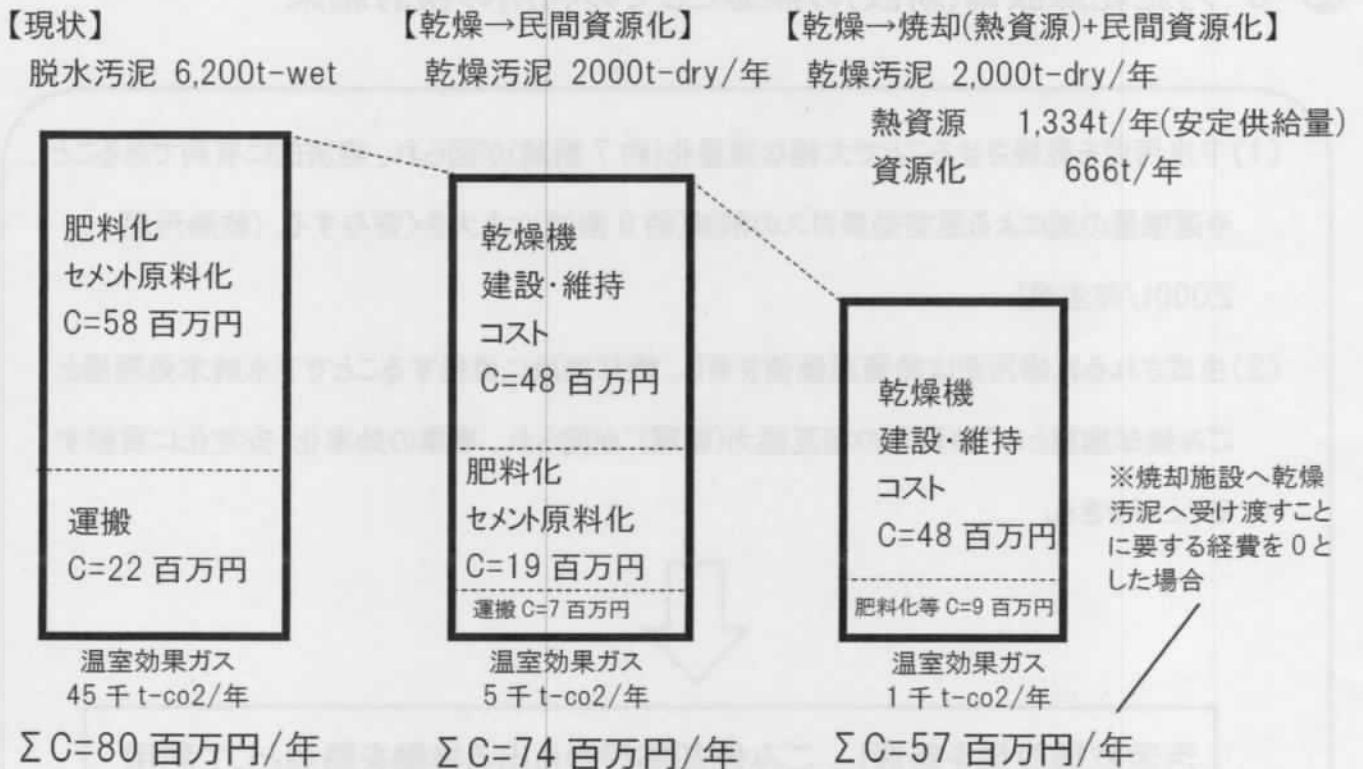 【現状】
脱水汚泥 6,200t-wet
肥料化
セメント原料化
C=58 百万円
運搬
C=22 百万円
温室効果ガス
45 千 t-co2/年
ΣC=80 百万円/年
【乾燥→民間資源化】
乾燥汚泥 2000t-dry/年
乾燥機
建設・維持
コスト
C=48 百万円
肥料化
セメント原料化
C=19 百万円
運搬 C=7 百万円
温室効果ガス
5 千 t-co2/年
ΣC=74 百万円/年
【乾燥→焼却(熱資源)+民間資源化】
乾燥汚泥 2,000t-dry/年
熱資源 1,334t/年(安定供給量)
資源化 666t/年
乾燥機
建設・維持
コスト
C=48 百万円
肥料化等 C=9 百万円
温室効果ガス
1 千 t-co2/年
ΣC=57 百万円/年
※焼却施設へ乾燥
汚泥へ受け渡すこと
に要する経費を0と
した場合